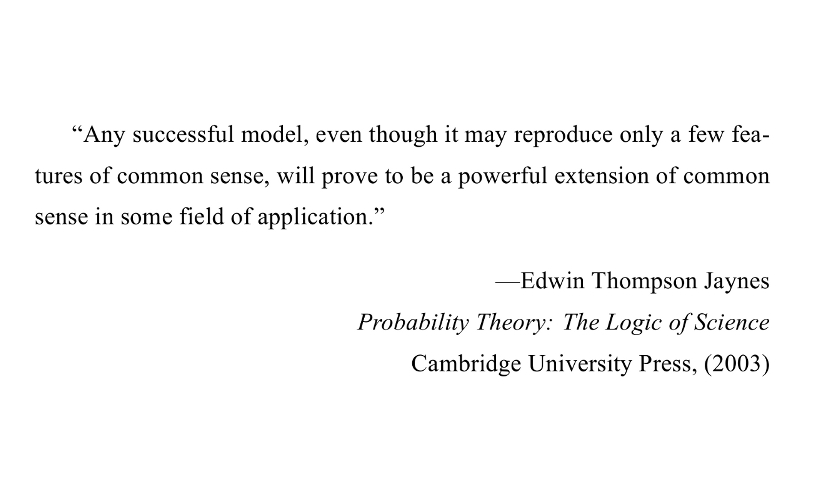 “Any successful model, even though it may reproduce only a few fea-
tures of common sense, will prove to be a powerful extension of common
sense in some field of application.”
—Edwin Thompson Jaynes
Probability Theory: The Logic of Science
Cambridge University Press, (2003)